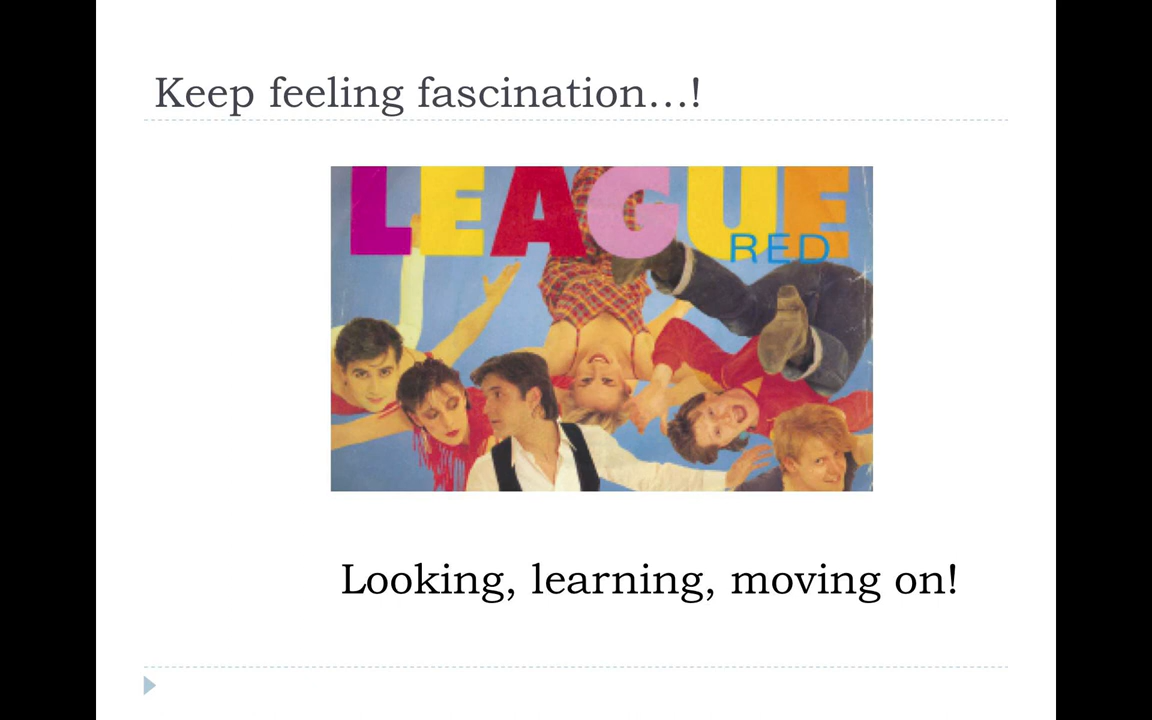 Keep feeling fascination...!
LEAGUE
RED
Looking, learning, moving on!